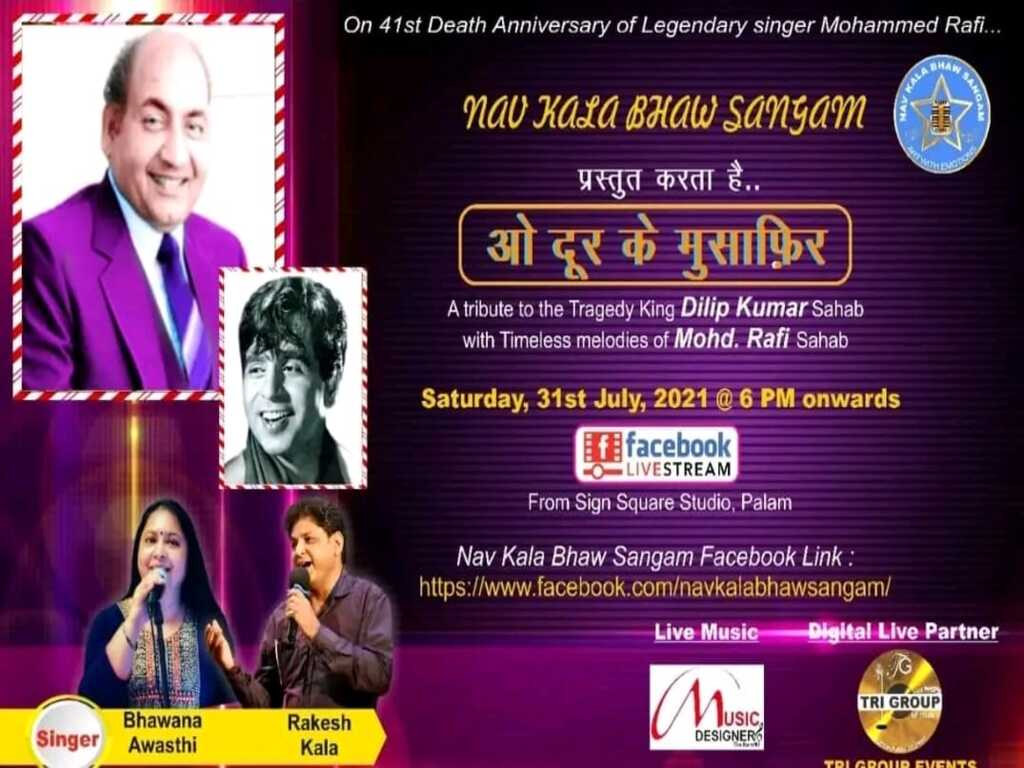 On 41st Death Anniversary of Legendary singer Mohammed Rafi...
NAV KALA BHAW SANGAM
NAV KALA BHAW SANGAM
ART WITH EMOTIONS
प्रस्तुत करता है..
ओ दूर के मुसाफ़िर
A tribute to the Tragedy King Dilip Kumar Sahab
with Timeless melodies of Mohd. Rafi Sahab
Saturday, 31st July, 2021 @ 6 PM onwards
f facebook
LIVESTREAM
From Sign Square Studio, Palam
Nav Kala Bhaw Sangam Facebook Link :
https://www.facebook.com/navkalabhawsangam/
Live Music
Digital Live Partner
MUSIC
DESIGNER
TG
TRI GROUP
TRI GROUP EVENTS
Singer
Bhawana
Awasthi
Rakesh
Kala